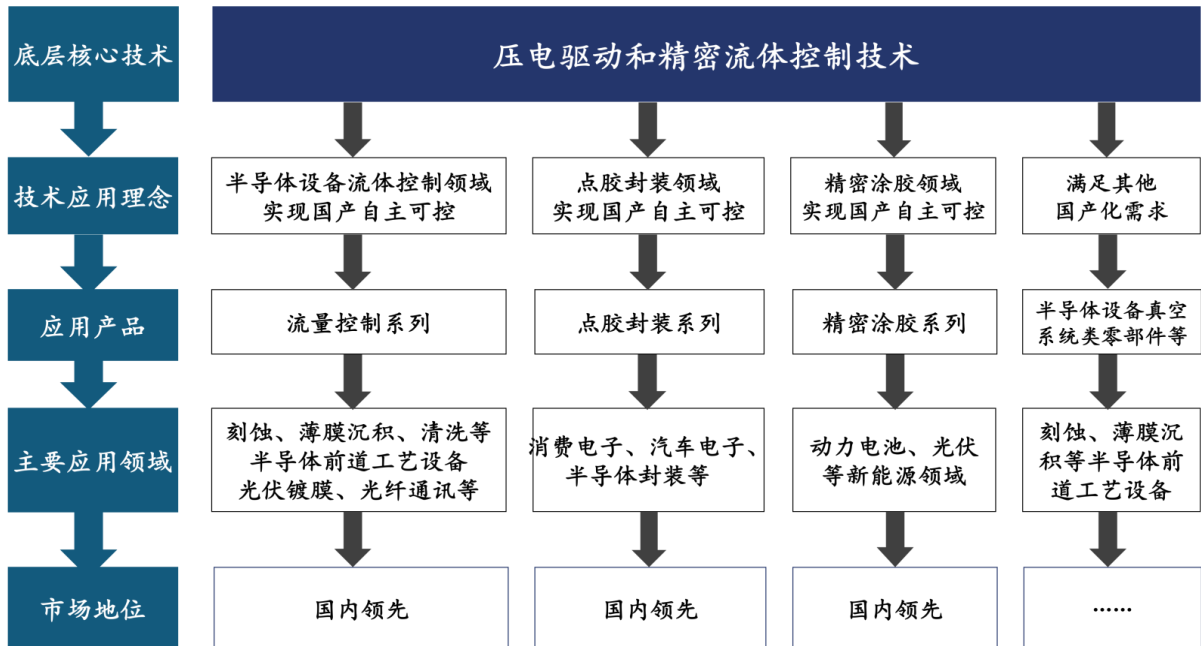 底层核心技术
压电驱动和精密流体控制技术
技术应用理念
半导体设备流体控制领域
实现国产自主可控
点胶封装领域
实现国产自主可控
精密涂胶领域
实现国产自主可控
满足其他
国产化需求
应用产品
流量控制系列
点胶封装系列
精密涂胶系列
半导体设备真空
系统类零部件等
主要应用领域
刻蚀、薄膜沉积、清洗等
半导体前道工艺设备
光伏镀膜、光纤通讯等
消费电子、汽车电子、
半导体封装等
动力电池、光伏
等新能源领域
刻蚀、薄膜沉
积等半导体前
道工艺设备
市场地位
国内领先
国内领先
国内领先
……